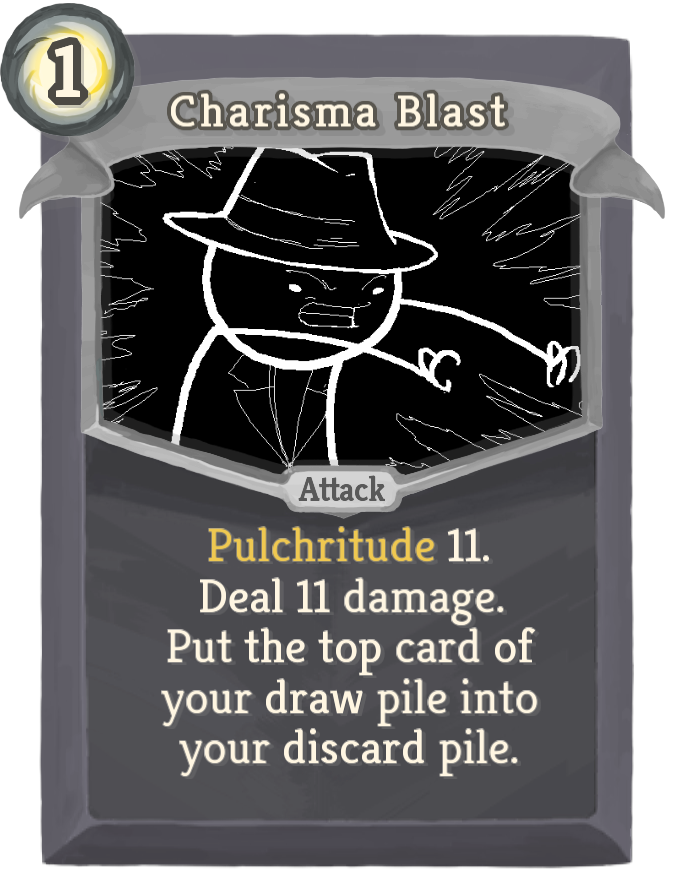 1
Charisma Blast
Attack
Pulchritude 11.
Deal 11 damage.
Put the top card of
your draw pile into
your discard pile.